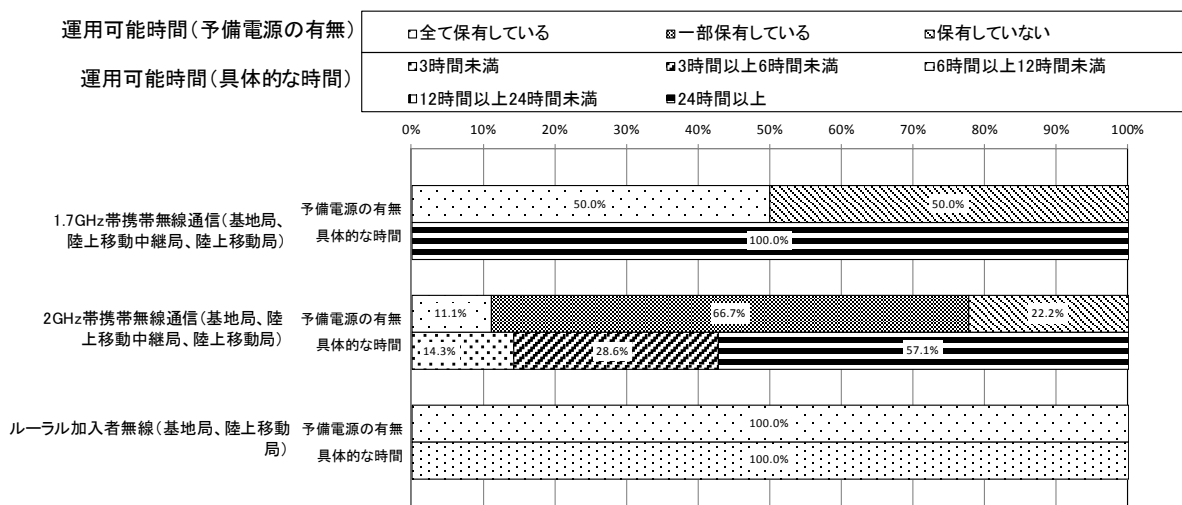 運用可能時間(予備電源の有無)
全て保有している 一部保有している 保有していない
運用可能時間(具体的な時間)
3時間未満 3時間以上6時間未満 6時間以上12時間未満
12時間以上24時間未満 24時間以上
0% 10% 20% 30% 40% 50% 60% 70% 80% 90% 100%
1.7GHz帯携帯無線通信(基地局、
陸上移動中継局、陸上移動局)
予備電源の有無
50.0% 50.0%
具体的な時間
100.0%
2GHz帯携帯無線通信(基地局、陸
上移動中継局、陸上移動局)
予備電源の有無
11.1% 66.7% 22.2%
具体的な時間
14.3% 28.6% 57.1%
ルーラル加入者無線(基地局、陸上移動
局)
予備電源の有無
100.0%
具体的な時間
100.0%